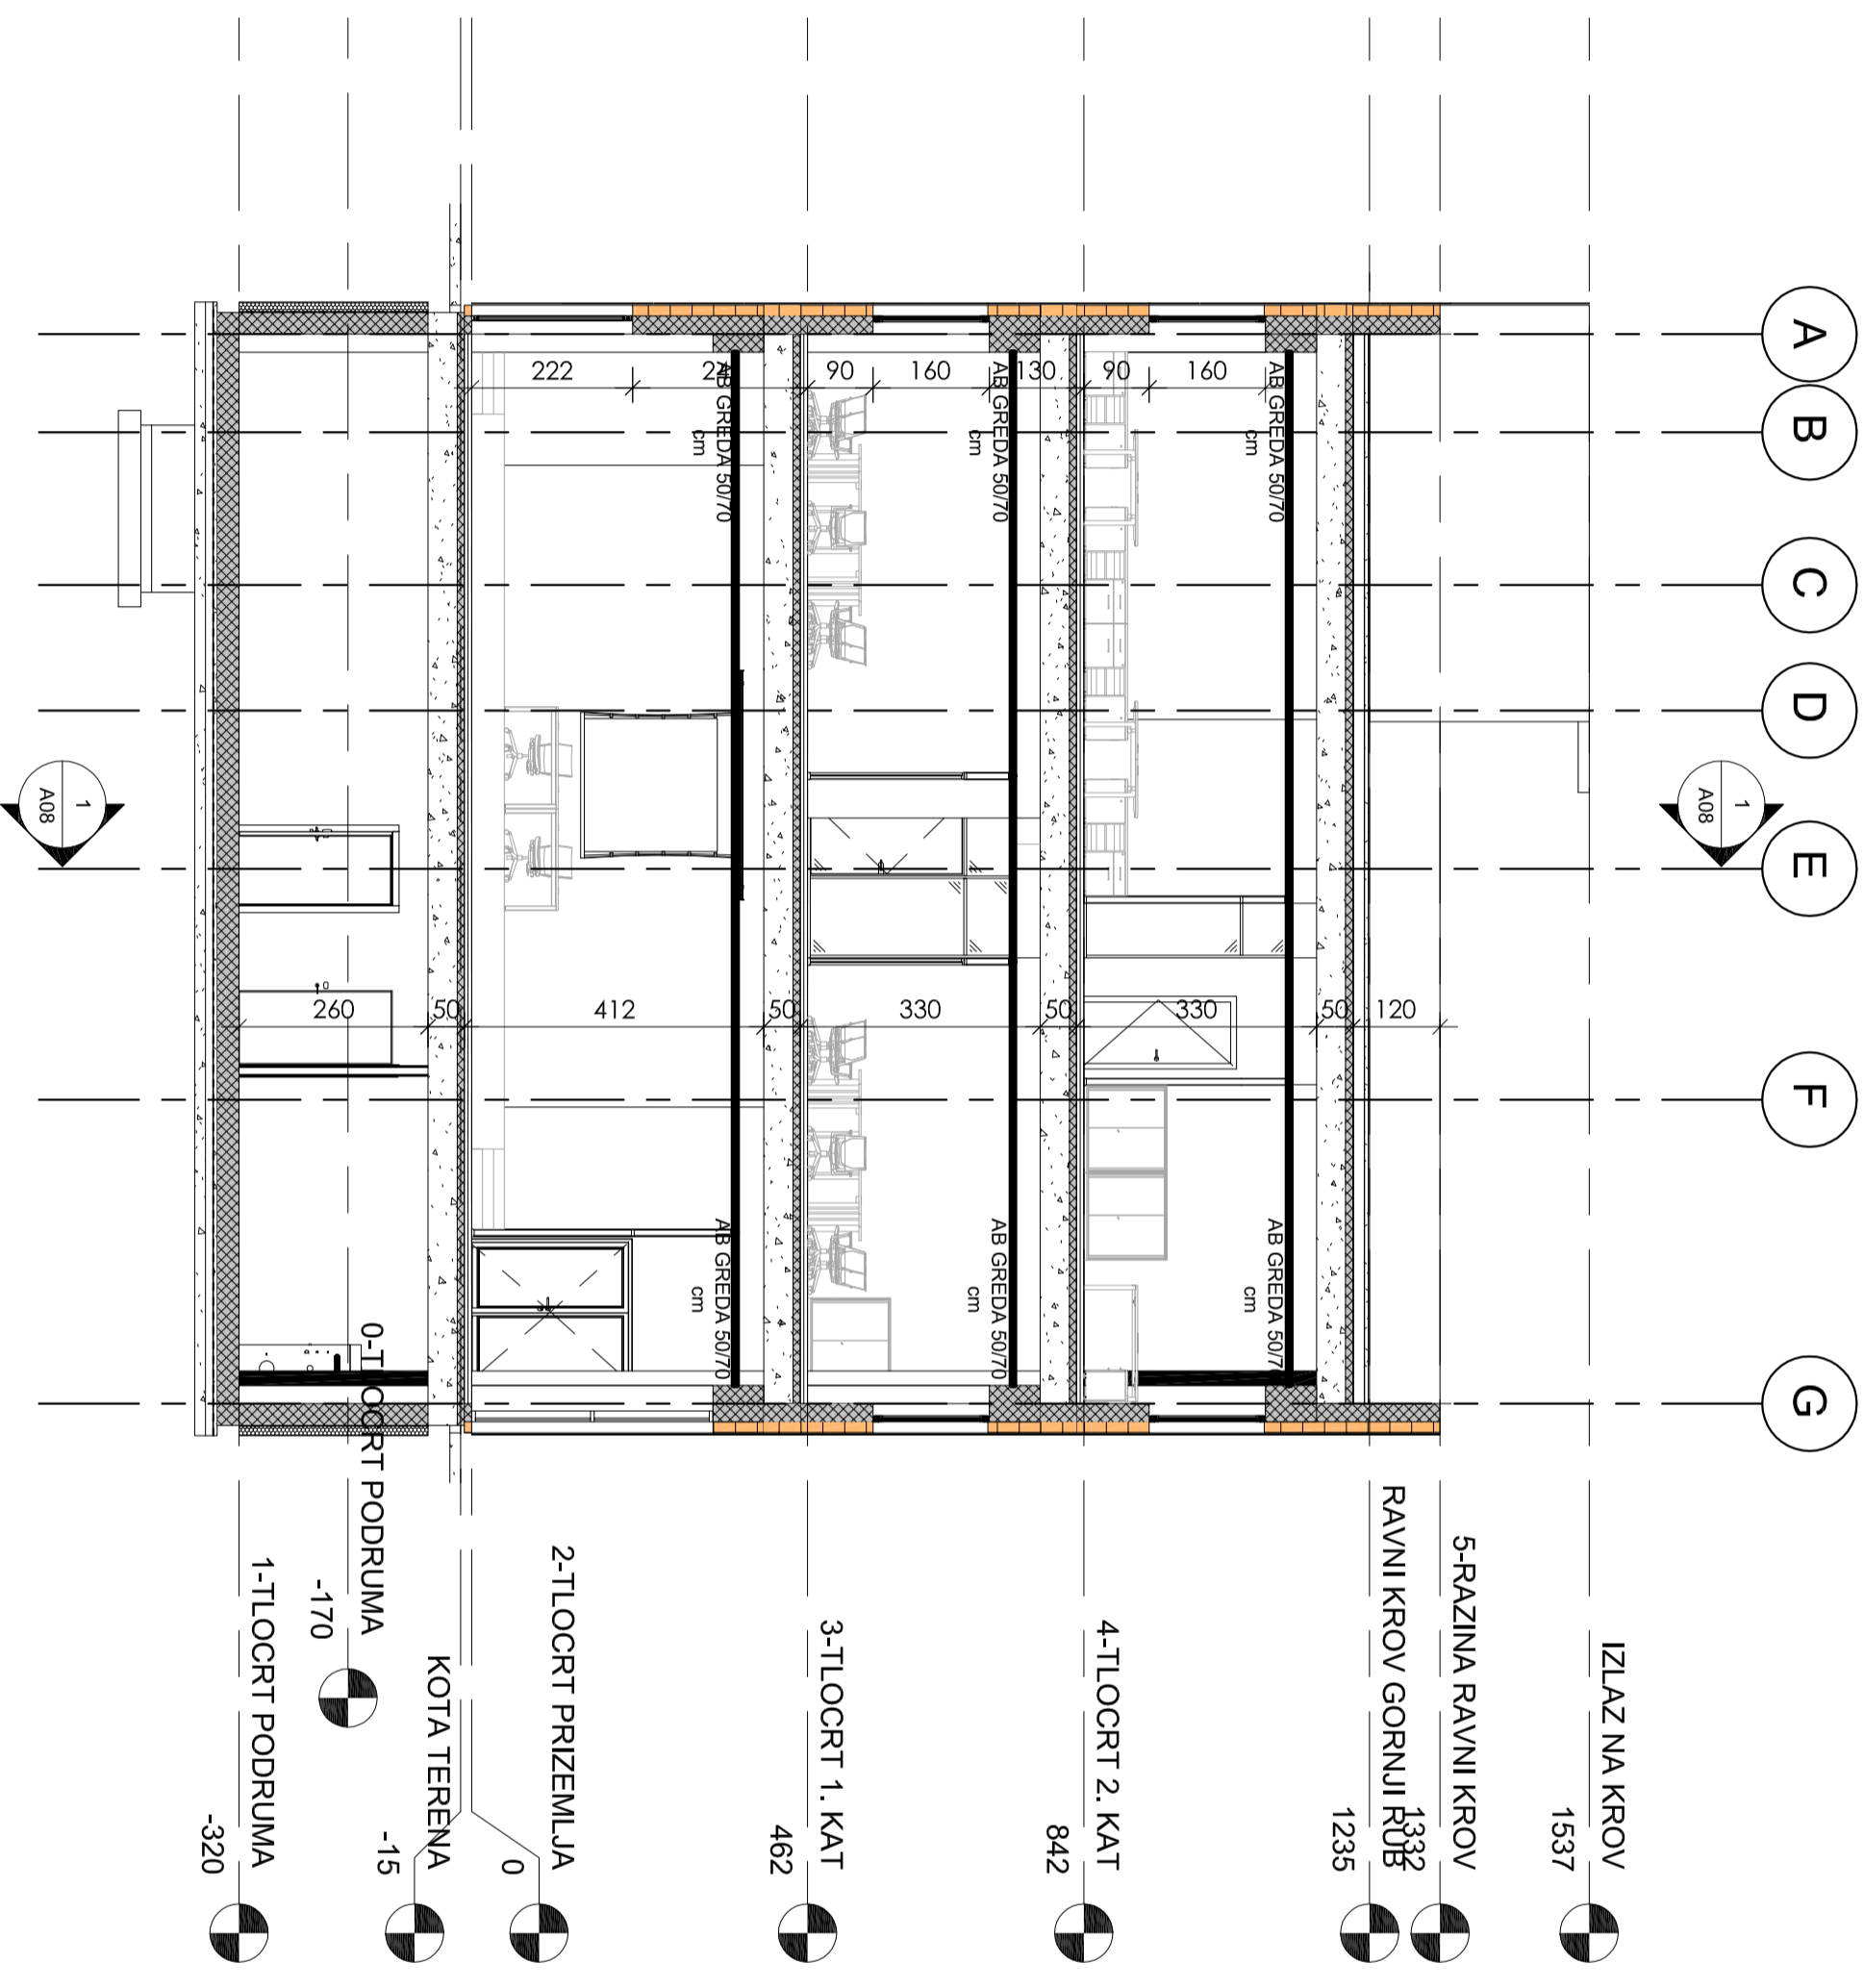 A
B
C
D
E
F
G
1
A08
1
A08
IZLAZ NA KROV
1537
5-RAZINA RAVNI KROV
1332
RAVNI KROV GORNJI RUB
1235
4-TLOCRT 2. KAT
842
3-TLOCRT 1. KAT
462
2-TLOCRT PRIZEMLJA
0
KOTA TERENA
-15
0-TLOCRT PODRUMA
-170
1-TLOCRT PODRUMA
-320
222
90
160
130
90
160
AB GREDA 50/70
cm
AB GREDA 50/70
cm
AB GREDA 50/70
cm
260
50
412
50
330
50
330
50
120
AB GREDA 50/70
cm
AB GREDA 50/70
cm
AB GREDA 50/70
cm